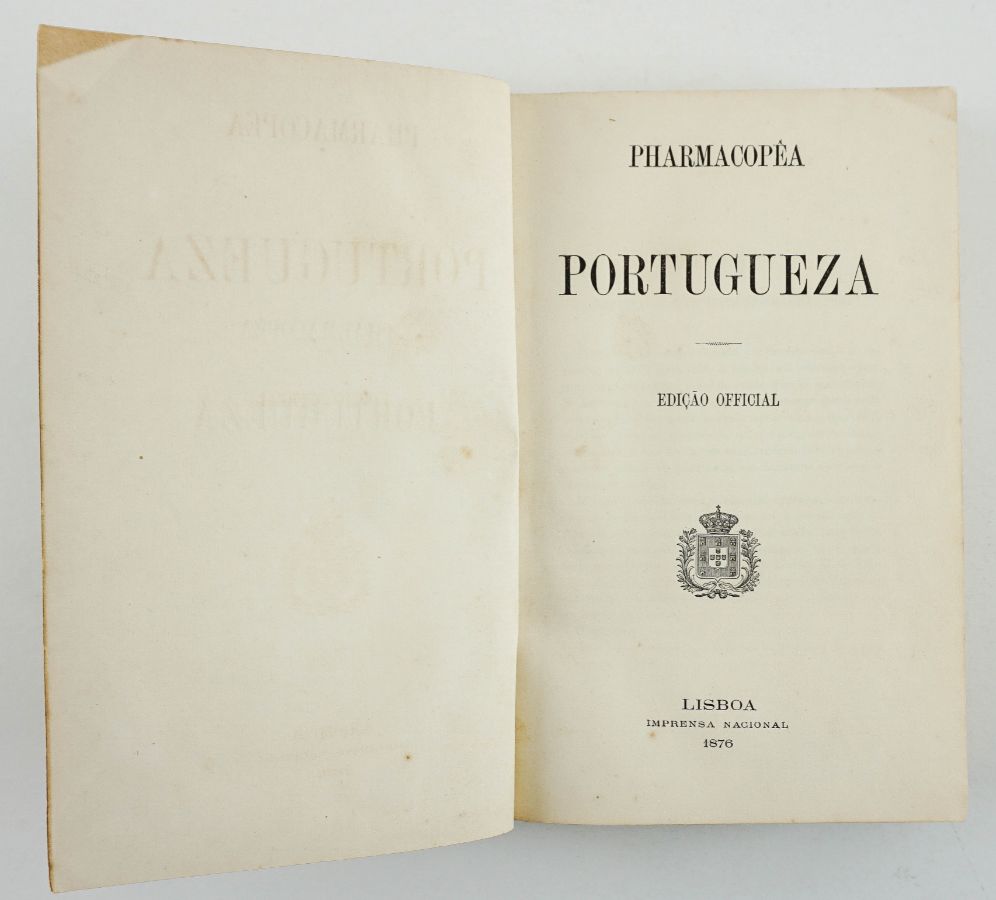 PHARMACOPÊA
PORTUGUEZA
EDIÇÃO OFFICIAL
LISBOA
IMPRENSA NACIONAL
1876